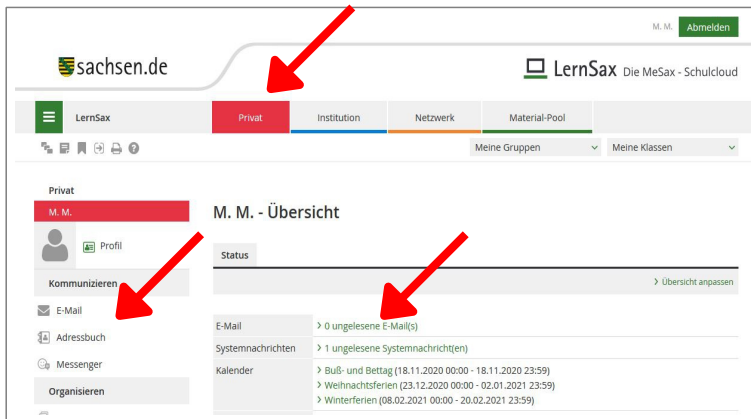 M. M. Abmelden
sachsen.de
LernSax Die MeSax - Schulcloud
LernSax Privat Institution Netzwerk Material-Pool
Meine Gruppen Meine Klassen
Privat
M. M.
Profil
Kommunizieren
E-Mail
Adressbuch
Messenger
Organisieren
M. M. - Übersicht
Status
Übersicht anpassen
E-Mail 0 ungelesene E-Mail(s)
Systemnachrichten 1 ungelesene Systemnachricht(en)
Kalender Buß- und Bettag (18.11.2020 00:00 - 18.11.2020 23:59)
Weihnachtsferien (23.12.2020 00:00 - 02.01.2021 23:59)
Winterferien (08.02.2021 00:00 - 20.02.2021 23:59)